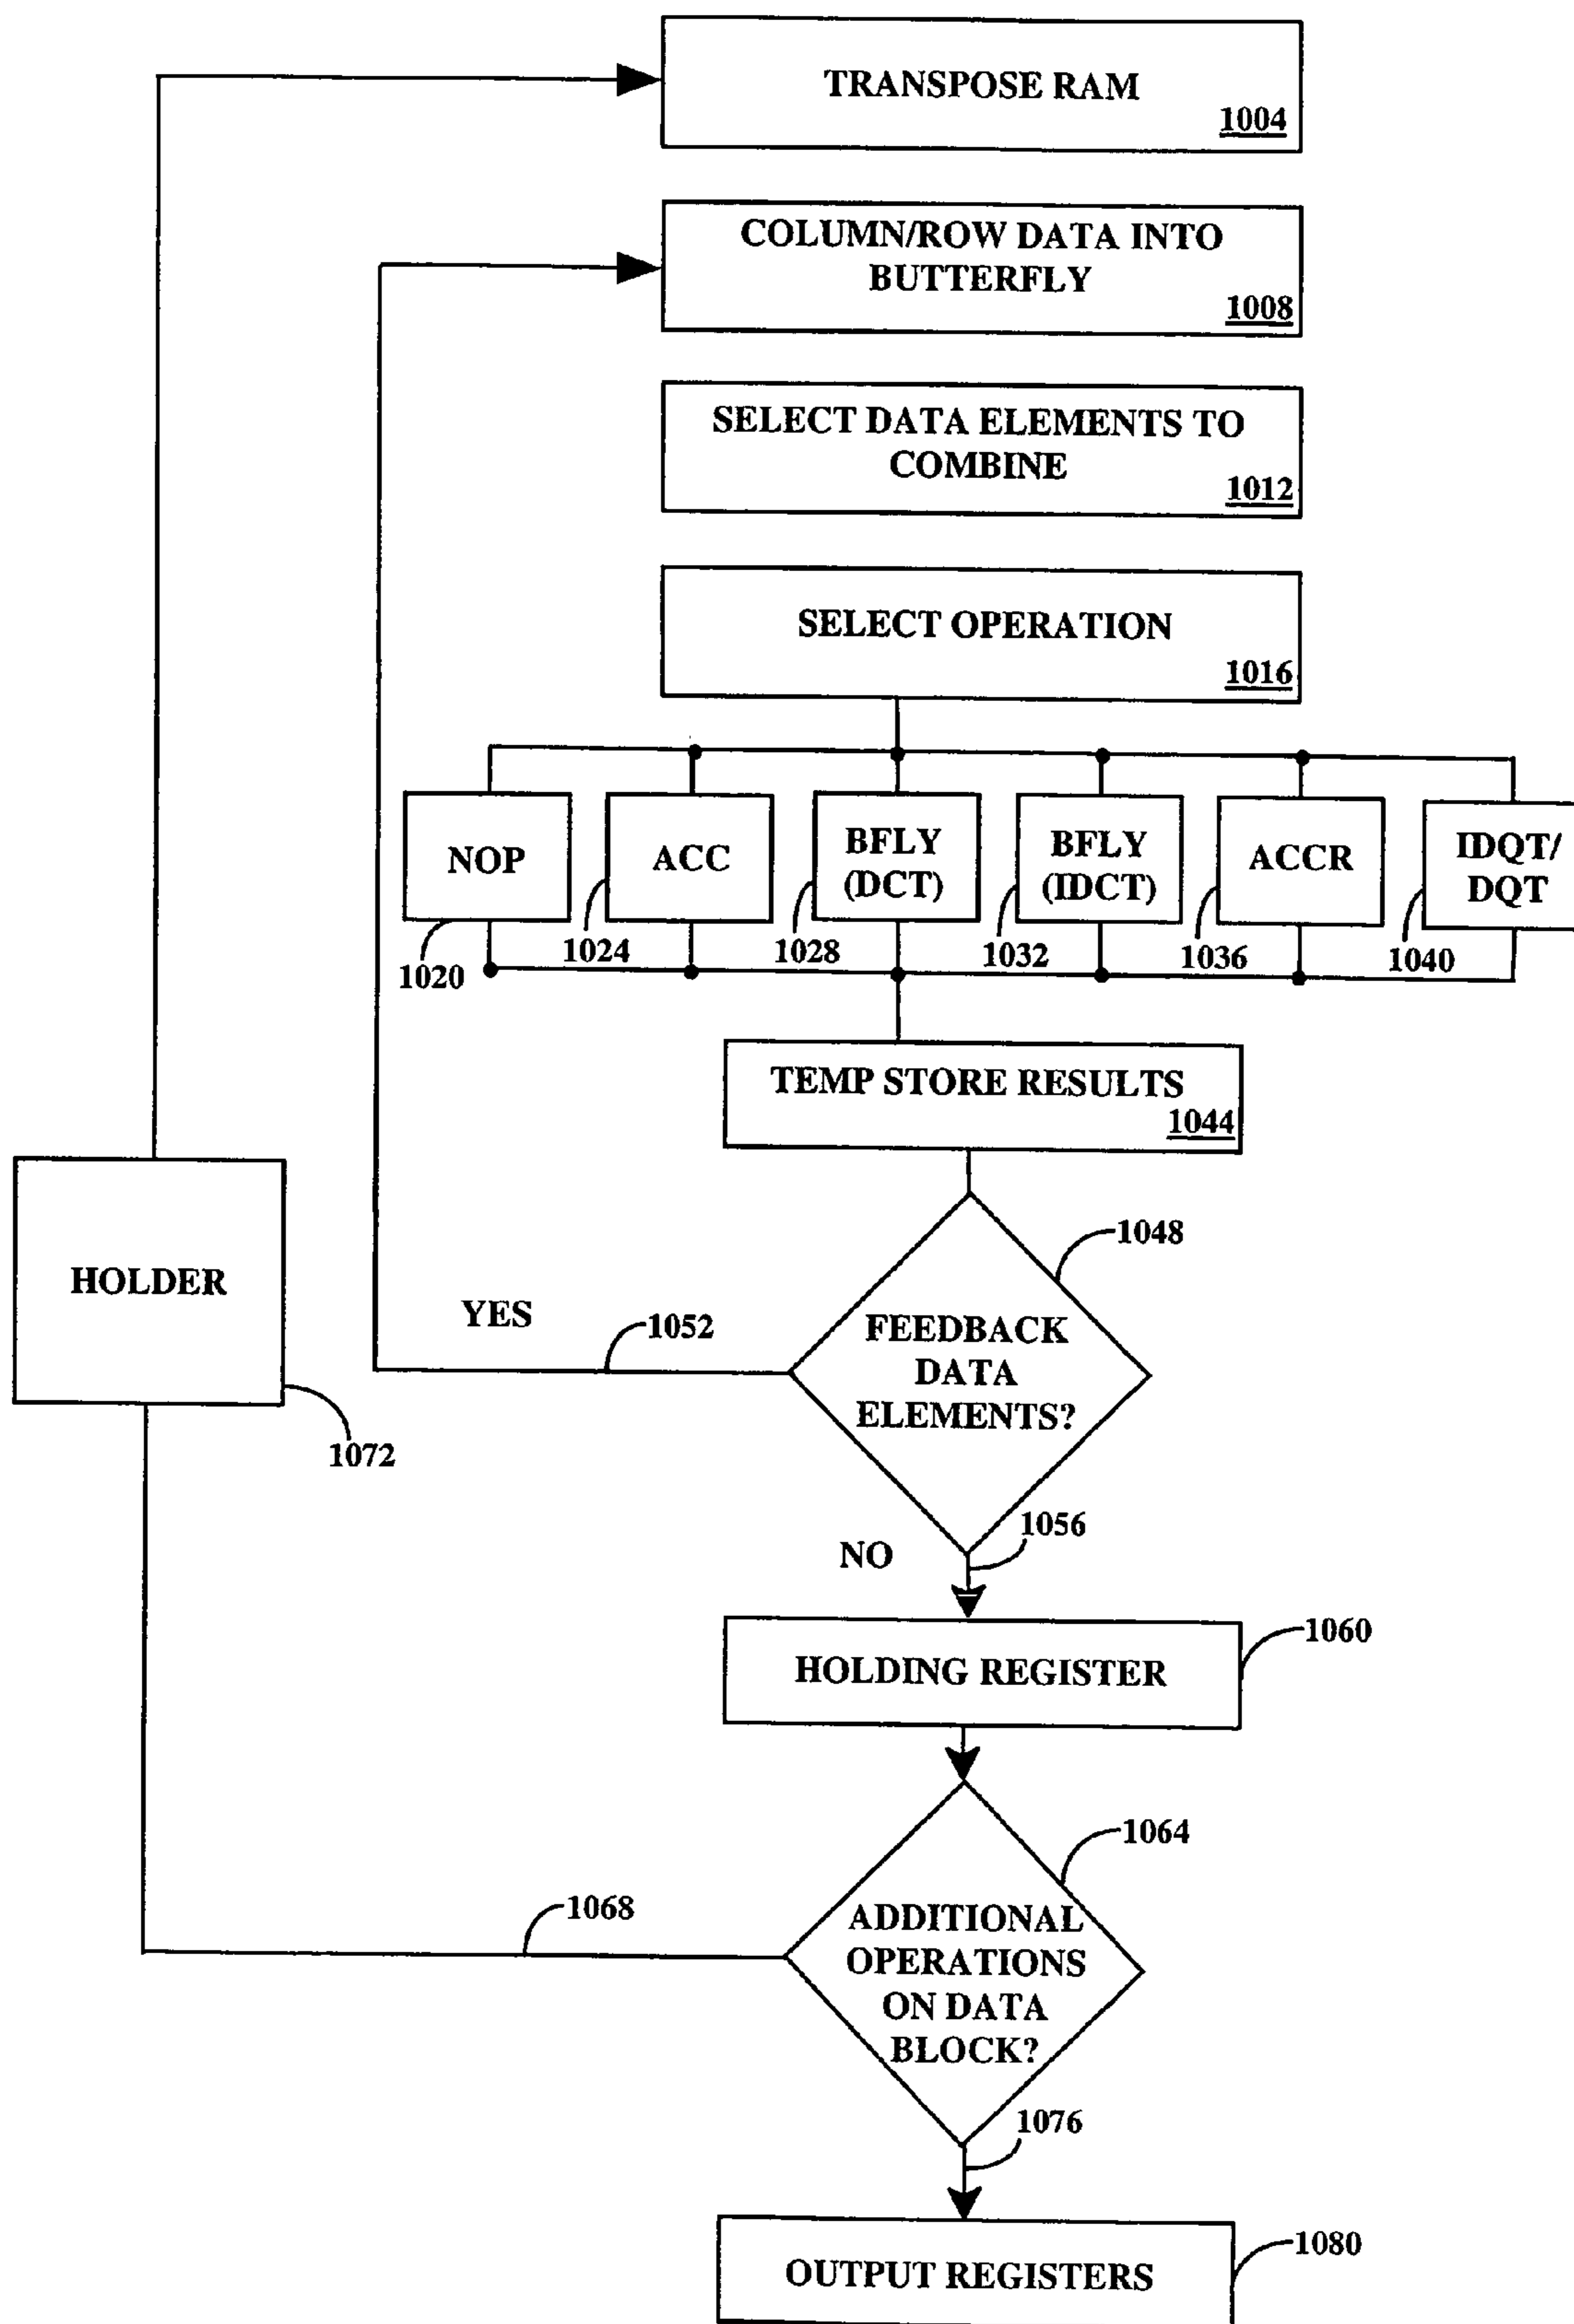 TRANSPOSE RAM
1004
COLUMN/ROW DATA INTO
BUTTERFLY
1008
SELECT DATA ELEMENTS TO
COMBINE
1012
SELECT OPERATION
1016
NOP
ACC
BFLY
(DCT)
BFLY
(IDCT)
ACCR
IDQT/
DQT
1020
1024
1028
1032
1036
1040
TEMP STORE RESULTS
1044
1048
HOLDER
1072
YES
1052
FEEDBACK
DATA
ELEMENTS?
1056
NO
HOLDING REGISTER
1060
1064
1068
ADDITIONAL
OPERATIONS
ON DATA
BLOCK?
1076
OUTPUT REGISTERS
1080